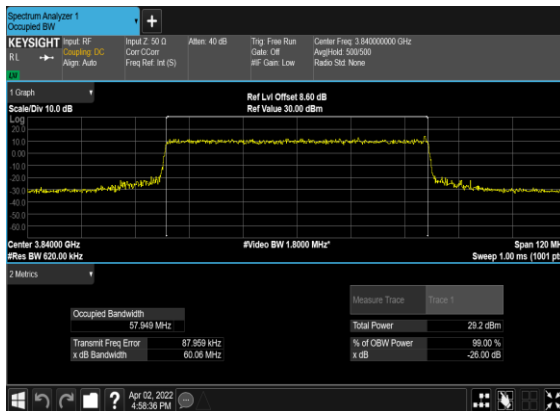 Spectrum Analyzer 1
Occupied BW
KEYSIGHT
RL
Input: RF
Coupling: DC
Align: Auto
Input Z: 50 Ω
Corr CCorr
Freq Ref: Int (S)
Atten: 40 dB
Trig: Free Run
Gate: Off
#IF Gain: Low
Center Freq: 3.840000000 GHz
Avg|Hold: 500/500
Radio Std: None
1 Graph
Scale/Div 10.0 dB
Ref Lvl Offset 8.60 dB
Ref Value 30.00 dBm
Log
20.0
10.0
0.00
-10.0
-20.0
-30.0
-40.0
-50.0
-60.0
Center 3.84000 GHz
#Res BW 620.00 kHz
#Video BW 1.8000 MHz*
Span 120 MH
Sweep 1.00 ms (1001 pt
2 Metrics
Measure Trace Trace 1
Occupied Bandwidth
57.949 MHz
Total Power 29.2 dBm
Transmit Freq Error 87.959 kHz
% of OBW Power 99.00 %
x dB Bandwidth 60.06 MHz
x dB -26.00 dB
?
Apr 02, 2022
4:58:36 PM